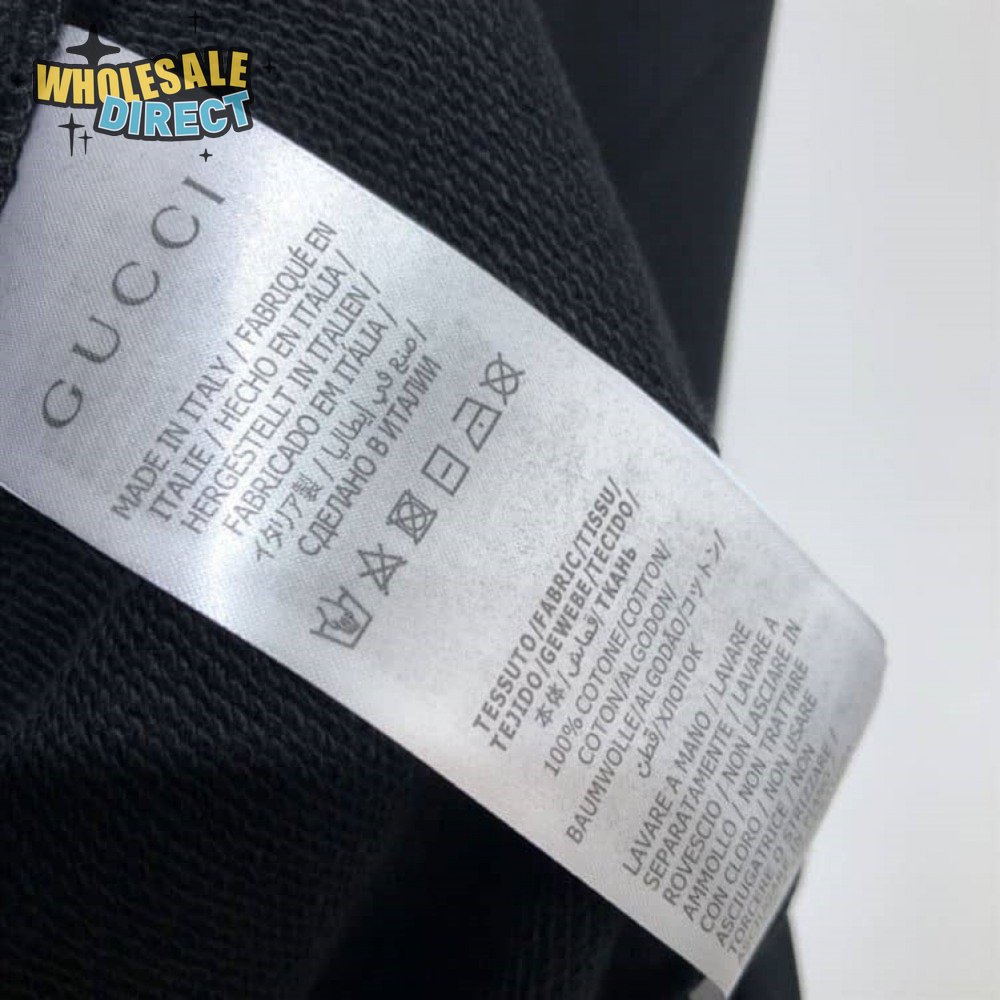 WHOLESALE
DIRECT
GUCCI
MADE IN ITALY / FABRIQUÉ EN
ITALIE / HECHO EN ITALIA /
HERGESTELLT IN ITALIEN /
FABRICADO EM ITÁLIA /
イタリア製 / صنع في إيطاليا /
СДЕЛАНО В ИТАЛИИ
TESSUTO/FABRIC/TISSU/
TEJIDO/GEWEBE/TECIDO/
本体/قماش/ТКАНЬ
100% COTONE/COTTON/
COTON/ALGODON/
BAUMWOLLE/ALGODÃO/コットン/
قطن/ХЛОПОК
LAVARE A MANO / LAVARE
SEPARATAMENTE / LAVARE A
ROVESCIO / NON LASCIARE IN
AMMOLLO / NON TRATTARE
CON CLORO / NON USARE
ASCIUGATRICE / NON
TORCERE O STRIZZARE /